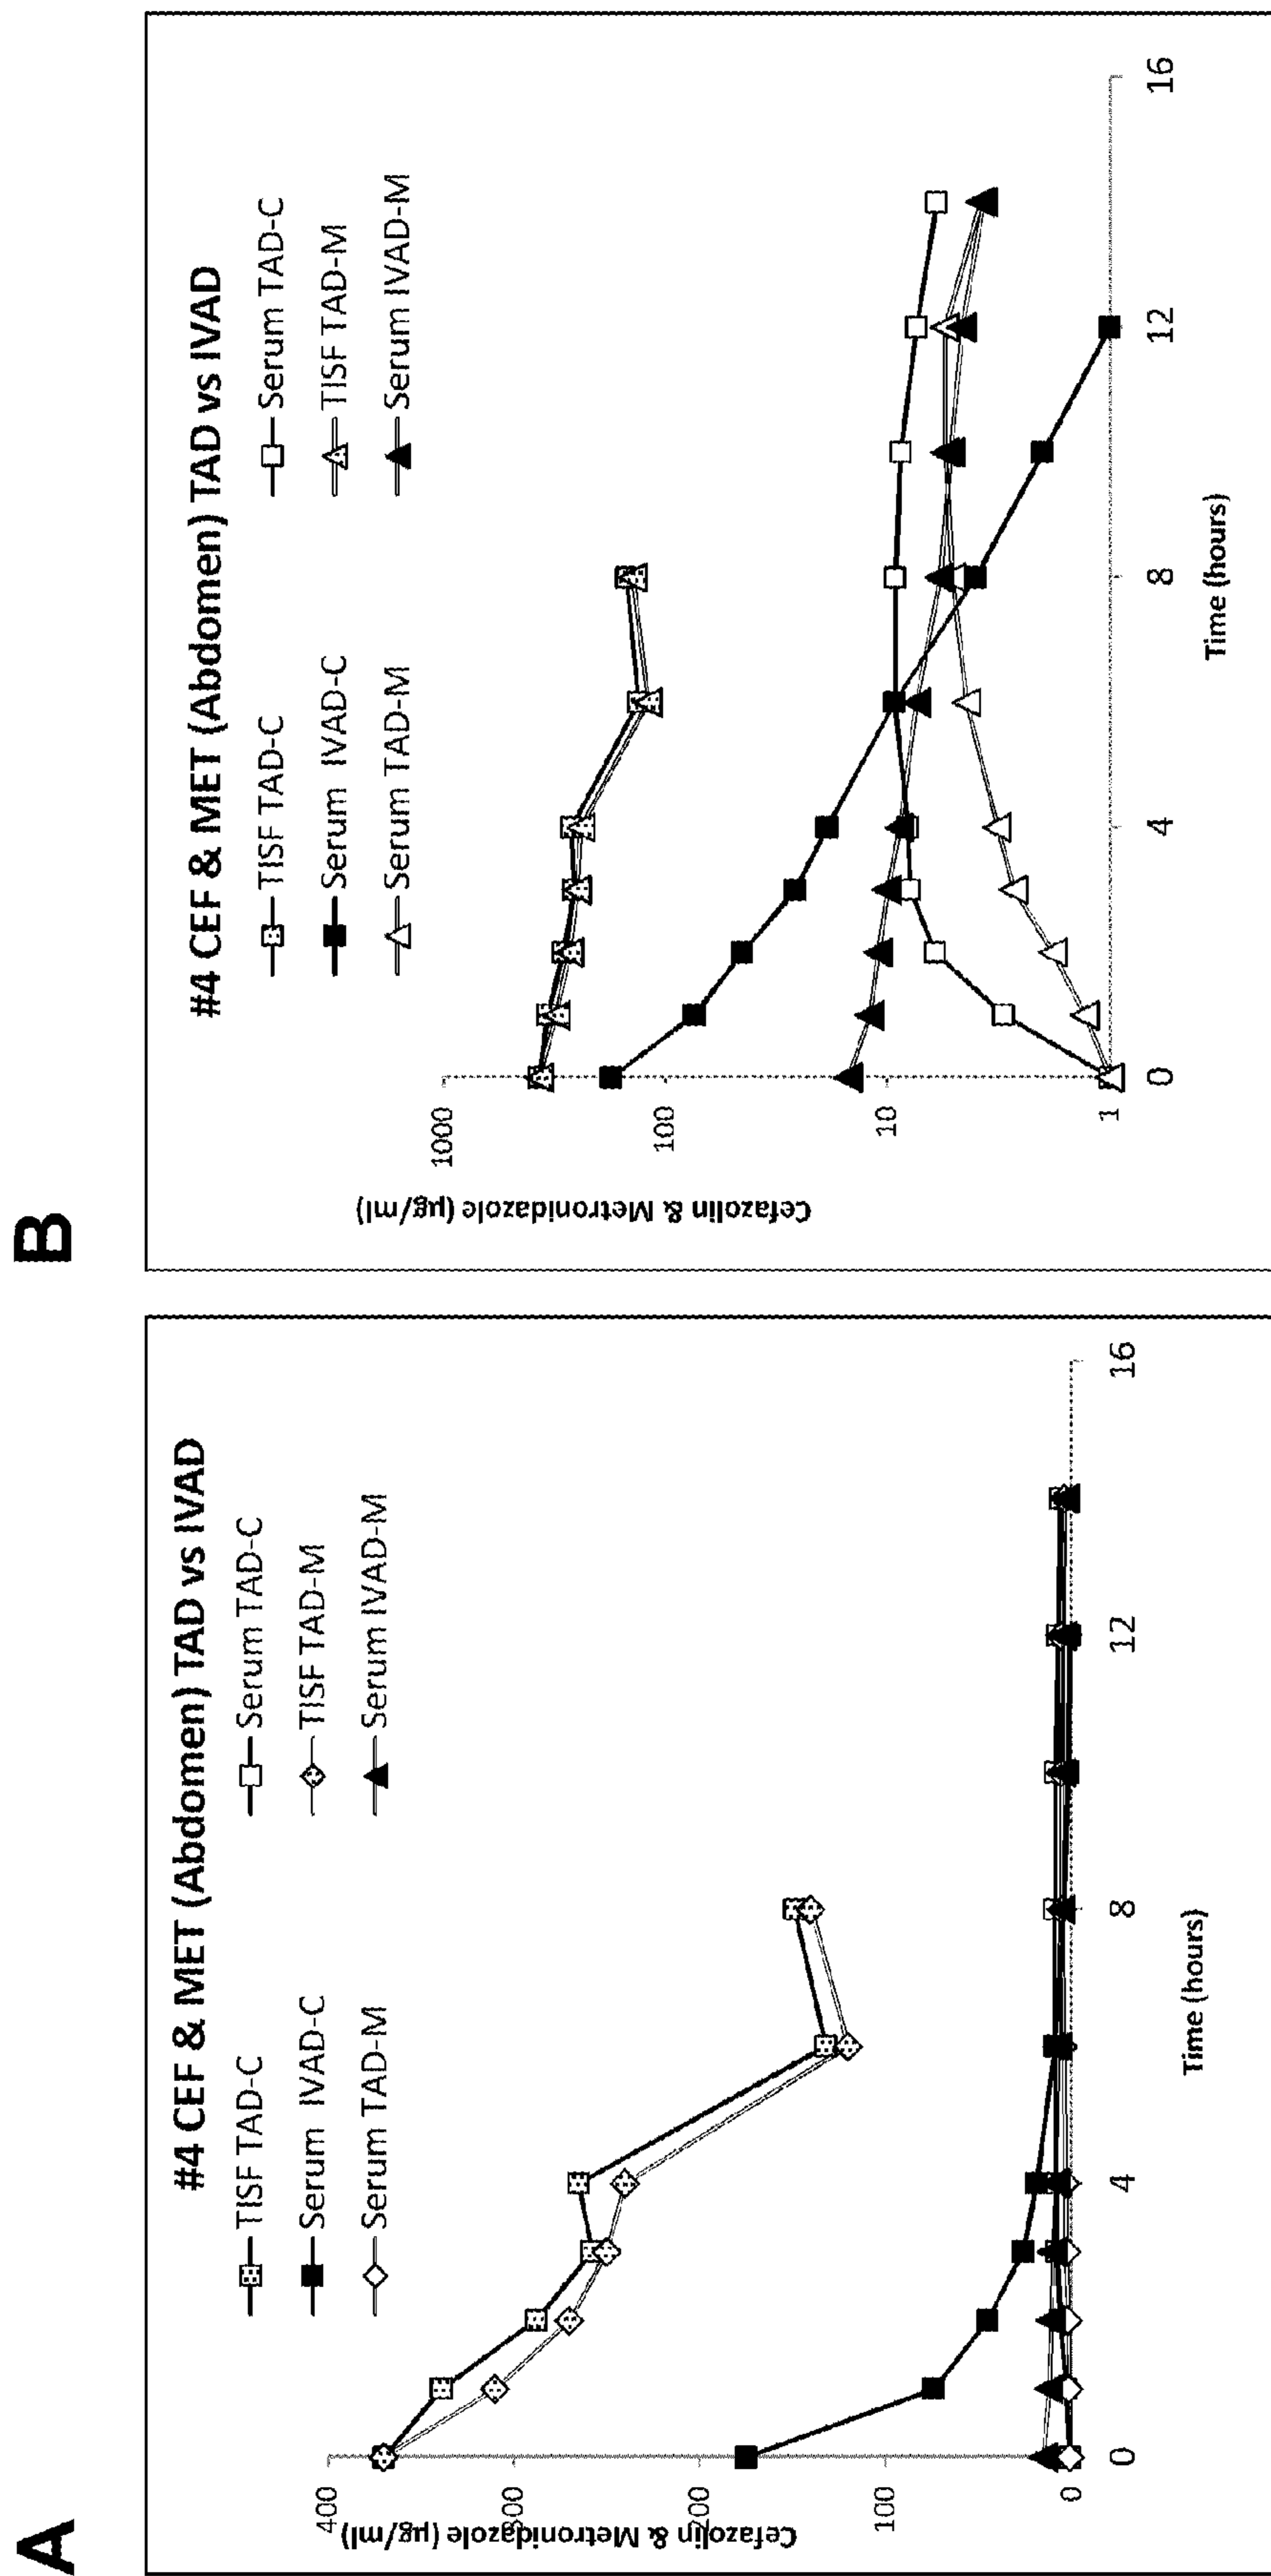 A
#4 CEF & MET (Abdomen) TAD vs IVAD
TISF TAD-C
Serum TAD-C
Serum IVAD-C
TISF TAD-M
Serum TAD-M
Serum IVAD-M
Cefazolin & Metronidazole (µg/ml)
400
300
200
100
0
0 4 8 12 16
Time (hours)
B
#4 CEF & MET (Abdomen) TAD vs IVAD
TISF TAD-C
Serum TAD-C
Serum IVAD-C
TISF TAD-M
Serum TAD-M
Serum IVAD-M
Cefazolin & Metronidazole (µg/ml)
1000
100
10
1
0 4 8 12 16
Time (hours)